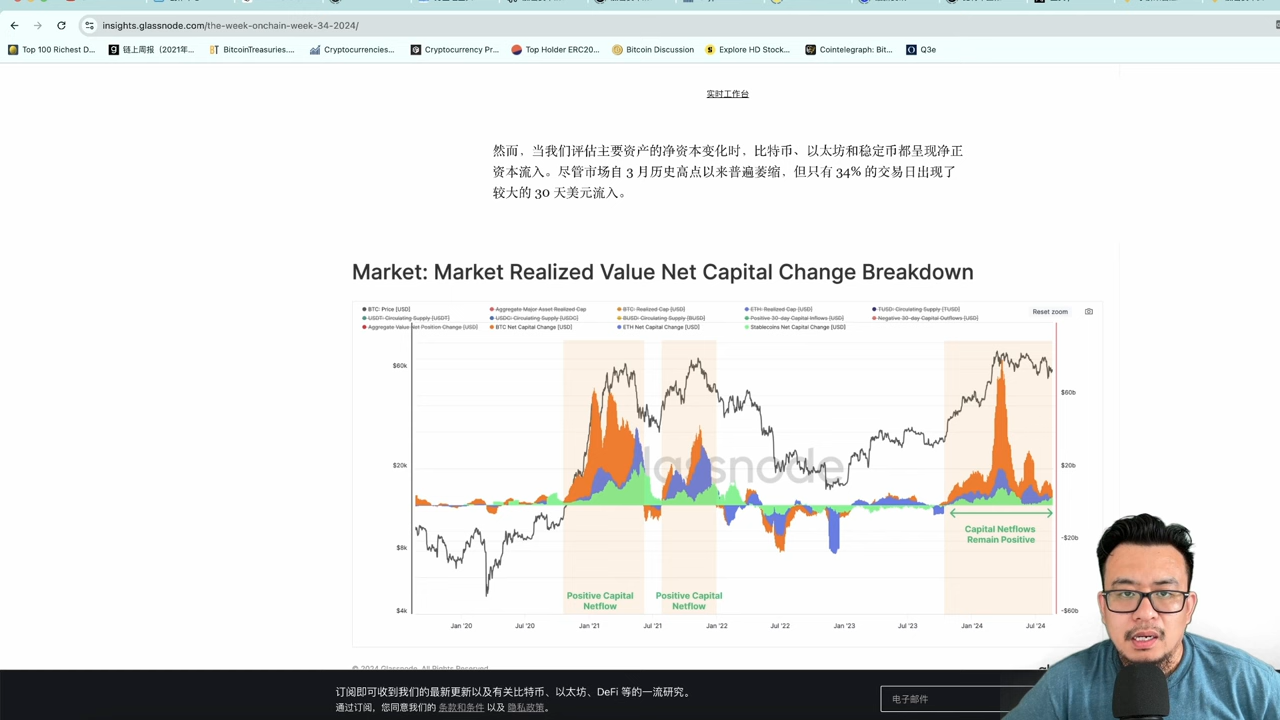 insights.glassnode.com/the-week-onchain-week-34-2024/
Top 100 Richest D...
链上周报（2021年...
BitcoinTreasuries....
Cryptocurrencies...
Cryptocurrency Pr...
Top Holder ERC20...
Bitcoin Discussion
Explore HD Stock...
Cointelegraph: Bit...
Q3e
实时工作台
然而，当我们评估主要资产的净资本变化时，比特币、以太坊和稳定币都呈现净正
资本流入。尽管市场自 3 月历史高点以来普遍萎缩，但只有 34% 的交易日出现了
较大的 30 天美元流入。
Market: Market Realized Value Net Capital Change Breakdown
BTC: Price [USD]
Aggregate Major Asset Realized Cap
BTC: Realized Cap [USD]
ETH: Realized Cap [USD]
TUSD: Circulating Supply [TUSD]
Reset zoom
USDT: Circulating Supply [USDT]
USDC: Circulating Supply [USDC]
BUSD: Circulating Supply [BUSD]
Positive 30-day Capital Inflows [USD]
Negative 30-day Capital Outflows [USD]
Aggregate Value Net Position Change [USD]
BTC Net Capital Change [USD]
ETH Net Capital Change [USD]
Stablecoins Net Capital Change [USD]
$60k
$60b
$20k
$20b
glassnode
Capital Netflows
Remain Positive
-$20b
$8k
Positive Capital
Netflow
Positive Capital
Netflow
$4k
-$60b
Jan '20
Jul '20
Jan '21
Jul '21
Jan '22
Jul '22
Jan '23
Jul '23
Jan '24
Jul '24
© 2024 Glassnode. All Rights Reserved
订阅即可收到我们的最新更新以及有关比特币、以太坊、DeFi 等的一流研究。
电子邮件
通过订阅，您同意我们的 条款和条件 以及 隐私政策。